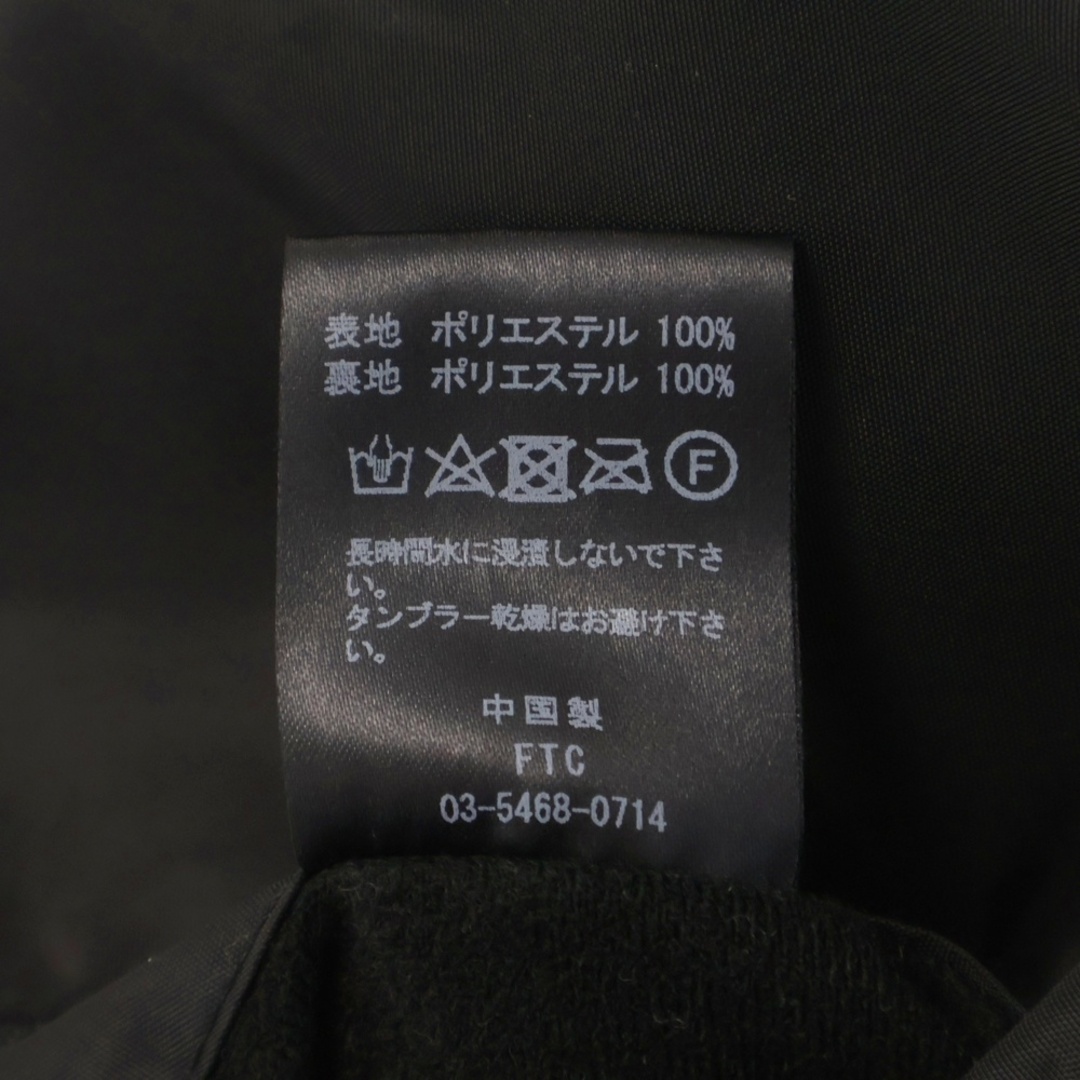 表地 ポリエステル 100%
裏地 ポリエステル 100%
F
長時間水に浸漬しないで下さ
い。
タンブラー乾燥はお避け下さ
い。
中国製
FTC
03-5468-0714